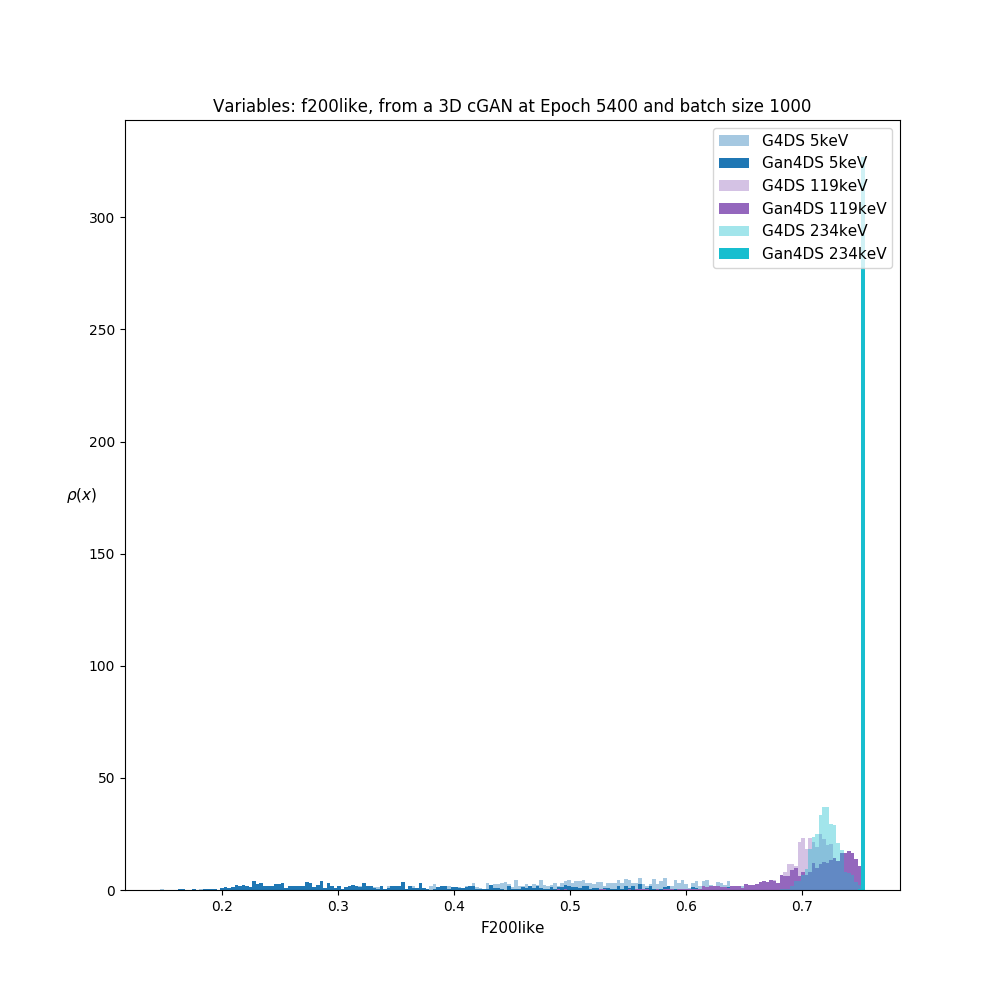 Variables: f200like, from a 3D cGAN at Epoch 5400 and batch size 1000
G4DS 5keV
Gan4DS 5keV
G4DS 119keV
Gan4DS 119keV
G4DS 234keV
Gan4DS 234keV
300
250
200
150
100
50
0
ρ(x)
0.2 0.3 0.4 0.5 0.6 0.7
F200like